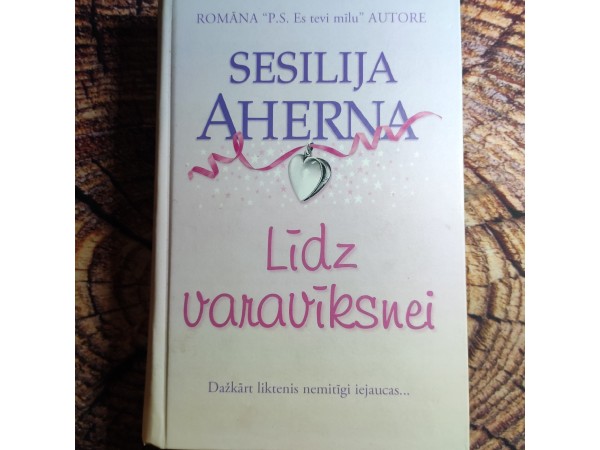 ROMĀNA “P.S. Es tevi mīlu” AUTORE
SESILIJA
AHERNA
Līdz
varavīksnei
Dažkārt liktenis nemitīgi iejaucas...